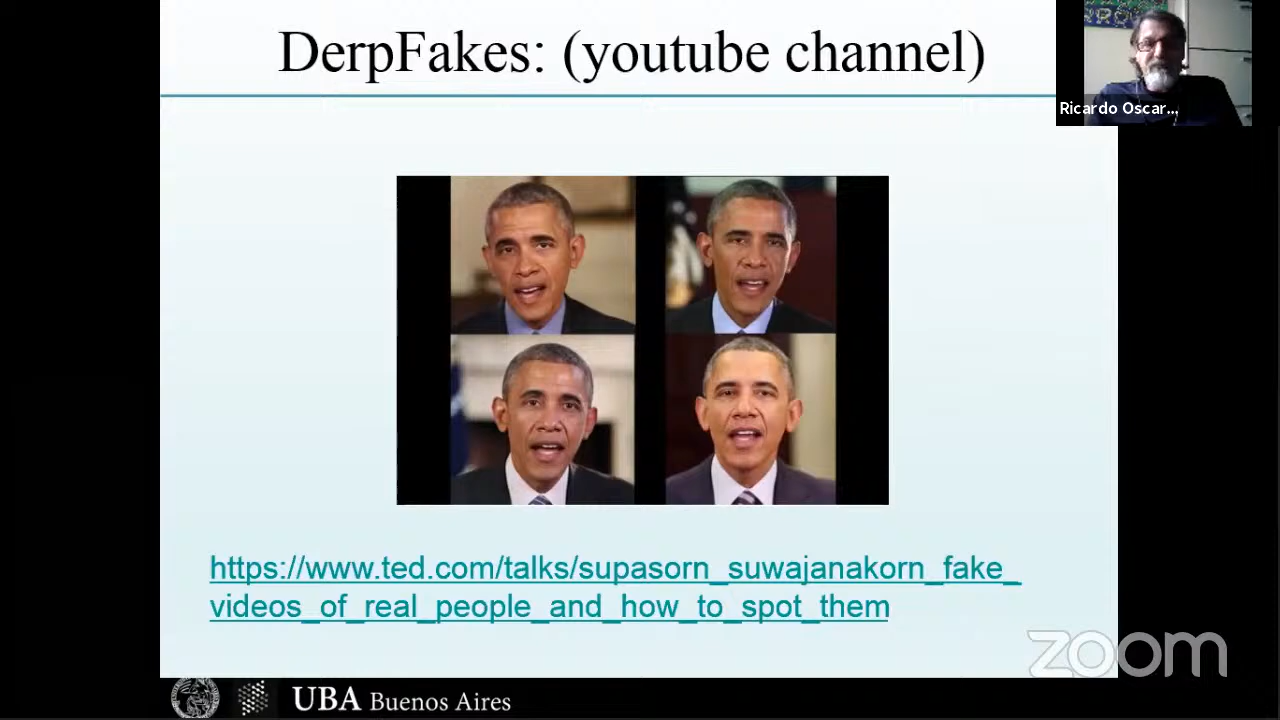 DerpFakes: (youtube channel)
Ricardo Oscar...
https://www.ted.com/talks/supasorn_suwajanakorn_fake_
videos_of_real_people_and_how_to_spot_them
zoom
UBA Buenos Aires